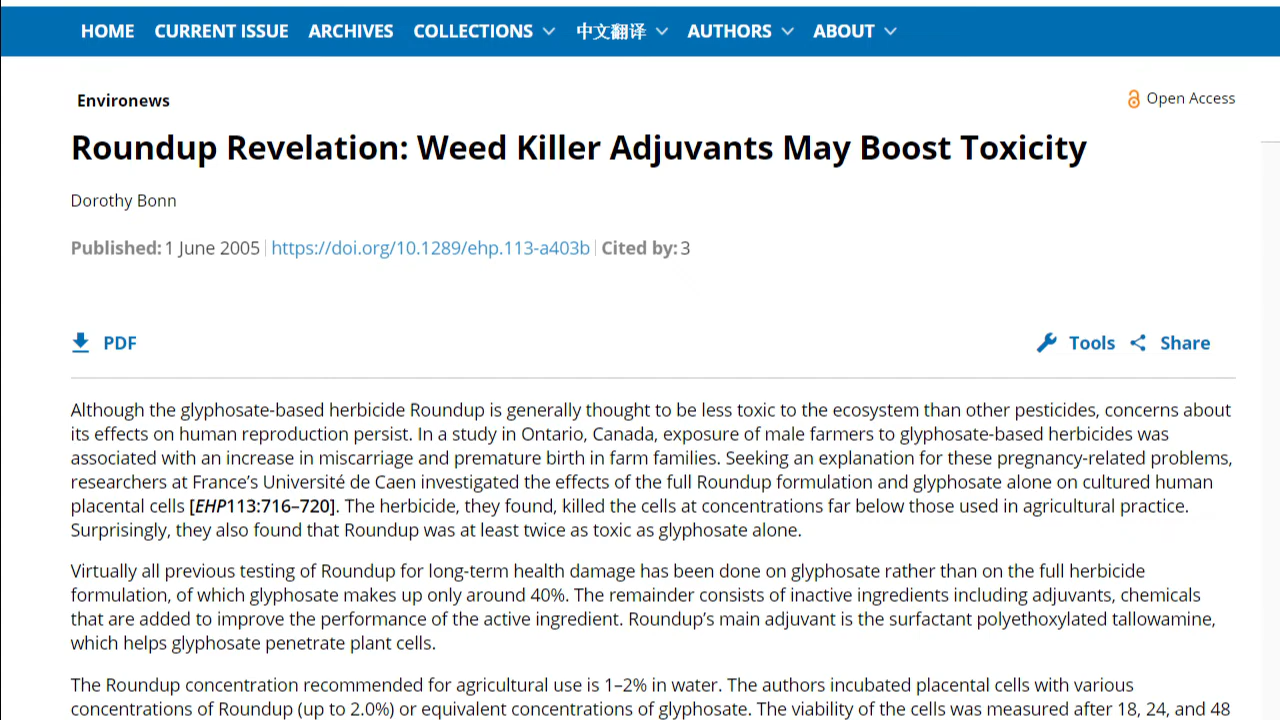 HOME CURRENT ISSUE ARCHIVES COLLECTIONS 中文翻译 AUTHORS ABOUT
Environews
Open Access
Roundup Revelation: Weed Killer Adjuvants May Boost Toxicity
Dorothy Bonn
Published: 1 June 2005 https://doi.org/10.1289/ehp.113-a403b Cited by: 3
PDF
Tools Share
Although the glyphosate-based herbicide Roundup is generally thought to be less toxic to the ecosystem than other pesticides, concerns about
its effects on human reproduction persist. In a study in Ontario, Canada, exposure of male farmers to glyphosate-based herbicides was
associated with an increase in miscarriage and premature birth in farm families. Seeking an explanation for these pregnancy-related problems,
researchers at France’s Université de Caen investigated the effects of the full Roundup formulation and glyphosate alone on cultured human
placental cells [EHP113:716–720]. The herbicide, they found, killed the cells at concentrations far below those used in agricultural practice.
Surprisingly, they also found that Roundup was at least twice as toxic as glyphosate alone.
Virtually all previous testing of Roundup for long-term health damage has been done on glyphosate rather than on the full herbicide
formulation, of which glyphosate makes up only around 40%. The remainder consists of inactive ingredients including adjuvants, chemicals
that are added to improve the performance of the active ingredient. Roundup’s main adjuvant is the surfactant polyethoxylated tallowamine,
which helps glyphosate penetrate plant cells.
The Roundup concentration recommended for agricultural use is 1–2% in water. The authors incubated placental cells with various
concentrations of Roundup (up to 2.0%) or equivalent concentrations of glyphosate. The viability of the cells was measured after 18, 24, and 48